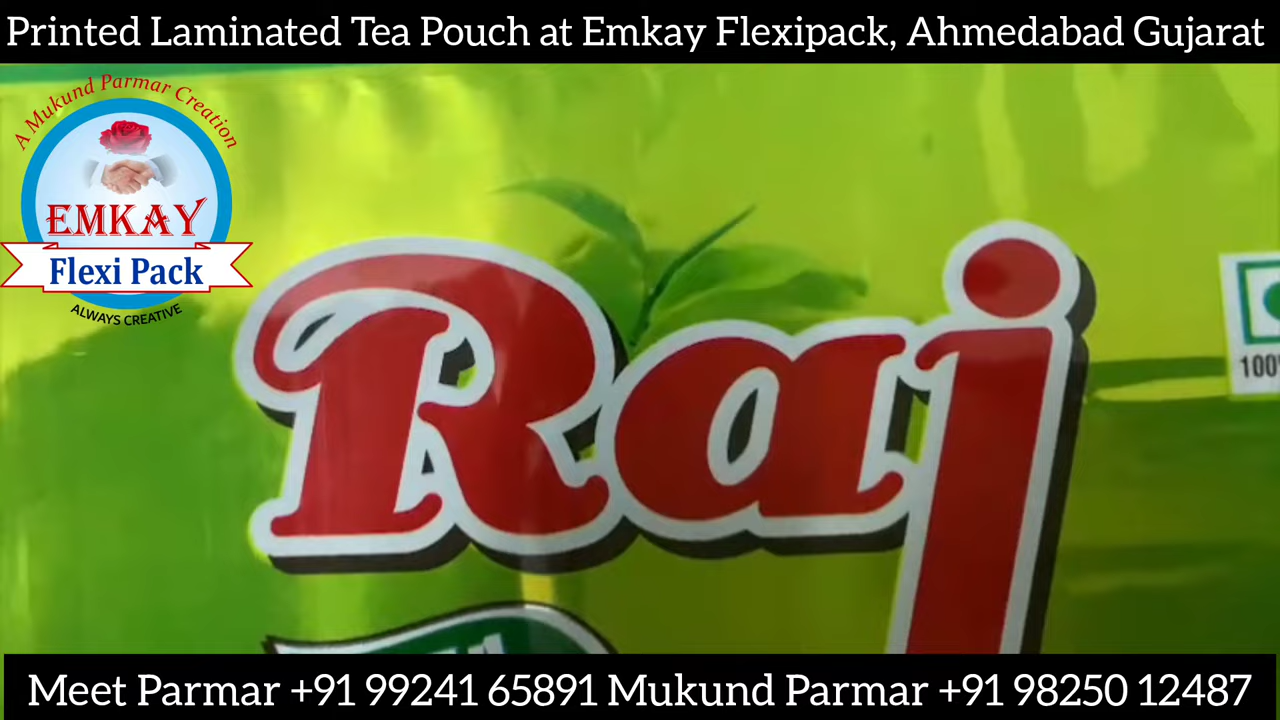 Printed Laminated Tea Pouch at Emkay Flexipack, Ahmedabad Gujarat
A Mukund Parmar Creation
EMKAY
Flexi Pack
ALWAYS CREATIVE
Raj
100
Meet Parmar +91 99241 65891 Mukund Parmar +91 98250 12487